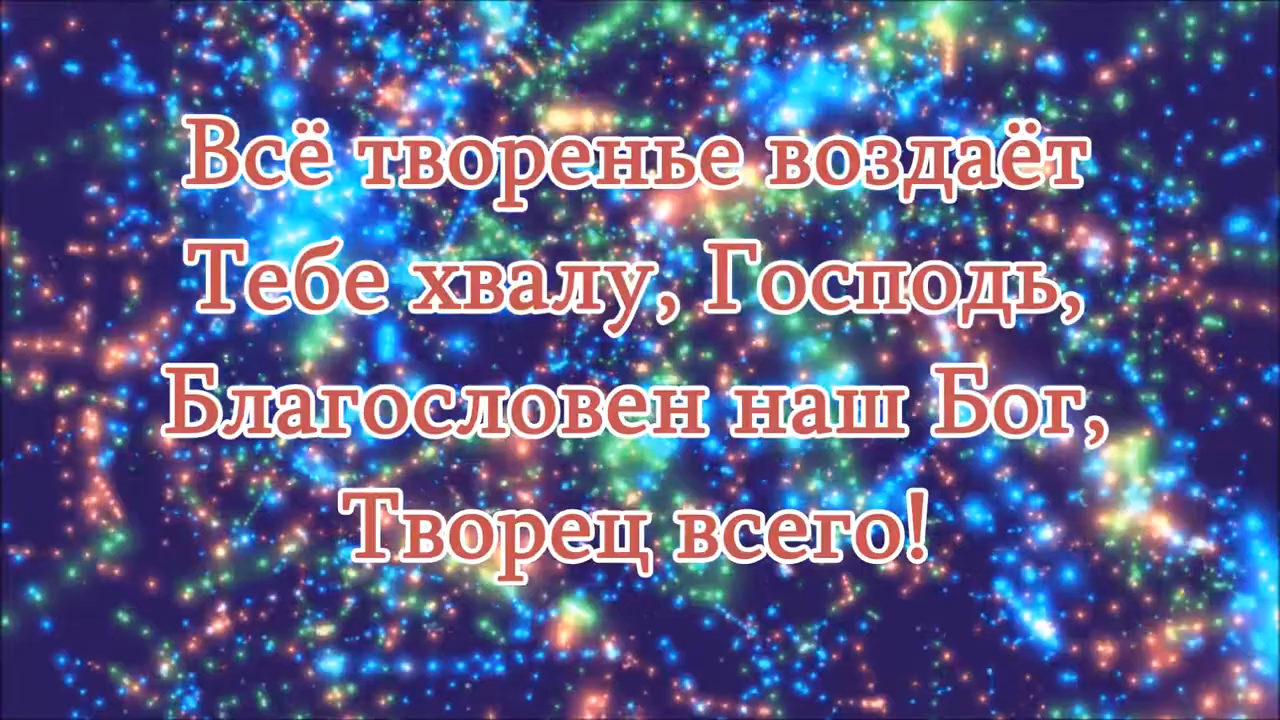 Всё творенье воздаёт
Тебе хвалу, Господь,
Благословен наш Бог,
Творец всего!